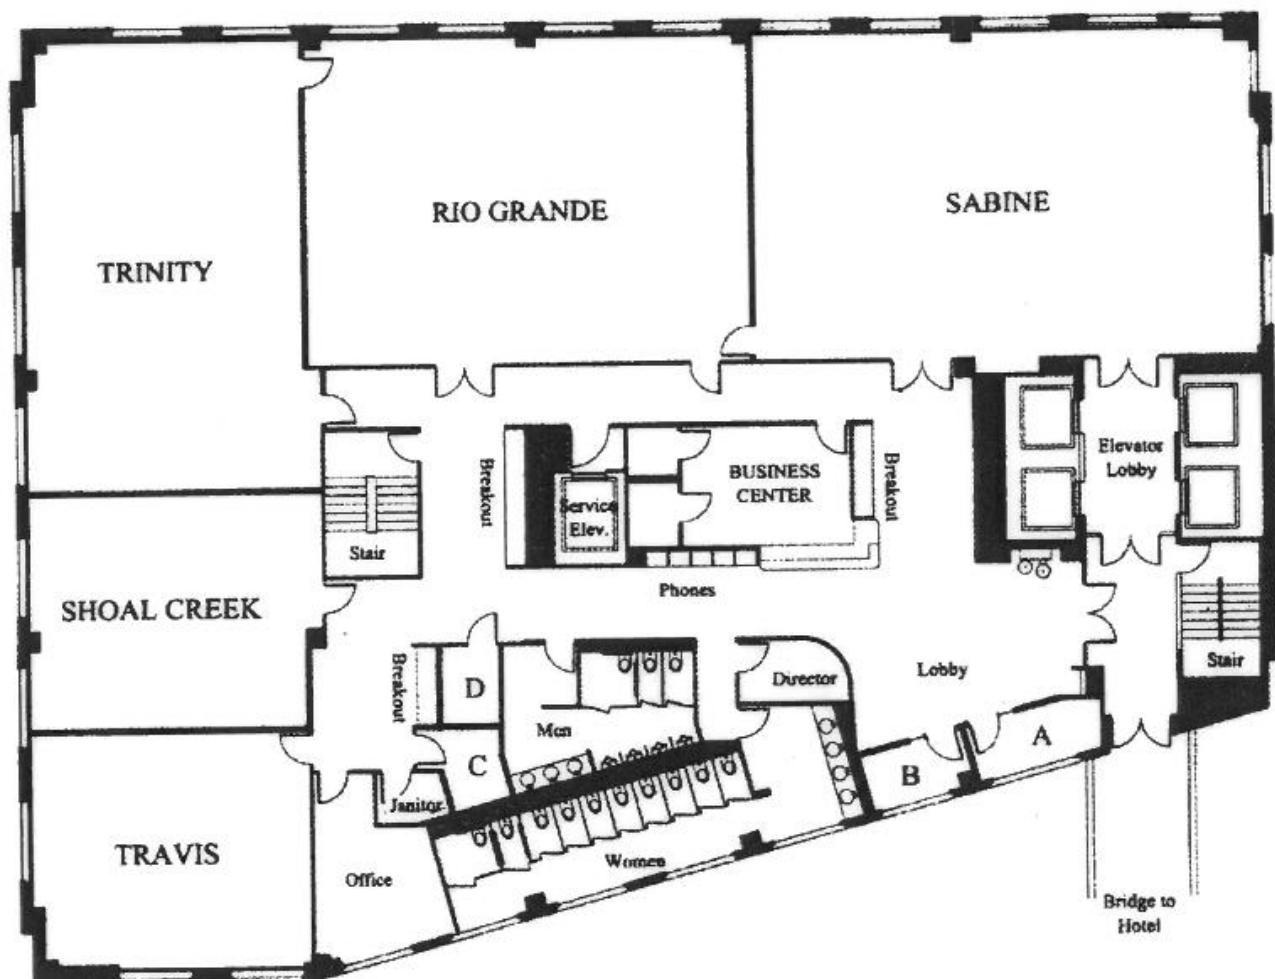 RIO GRANDE
SABINE
TRINITY
Elevator
Lobby
Breakout
BUSINESS
CENTER
Breakout
Service
Elev.
Stair
Phones
SHOAL CREEK
Breakout
D
Director
Lobby
Stair
Men
A
C
B
Janitor
TRAVIS
Women
Office
Bridge to
Hotel